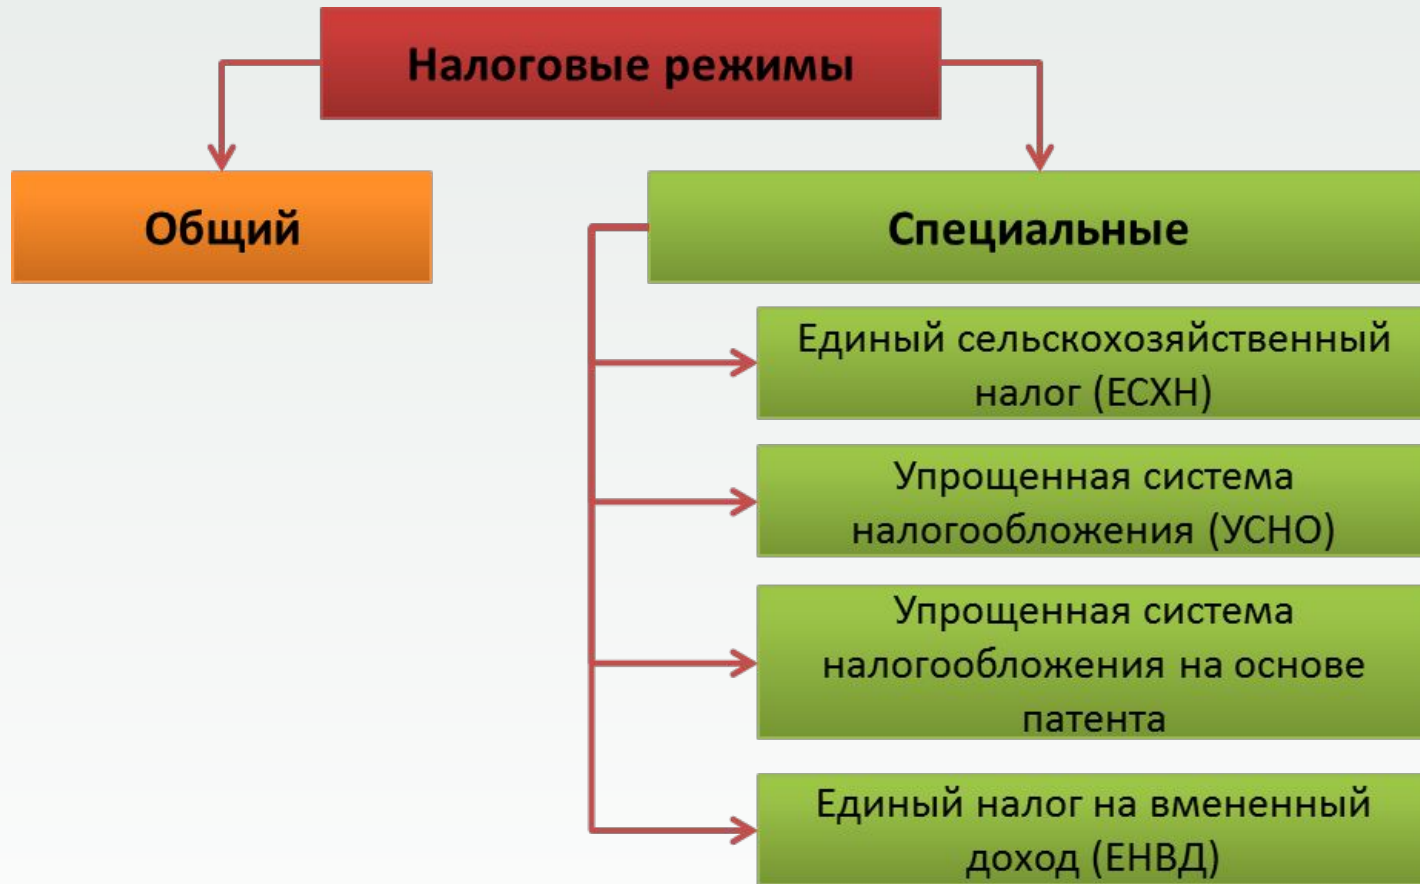 Налоговые режимы
Общий
Специальные
Единый сельскохозяйственный
налог (ЕСХН)
Упрощенная система
налогообложения (УСНО)
Упрощенная система
налогообложения на основе
патента
Единый налог на вмененный
доход (ЕНВД)